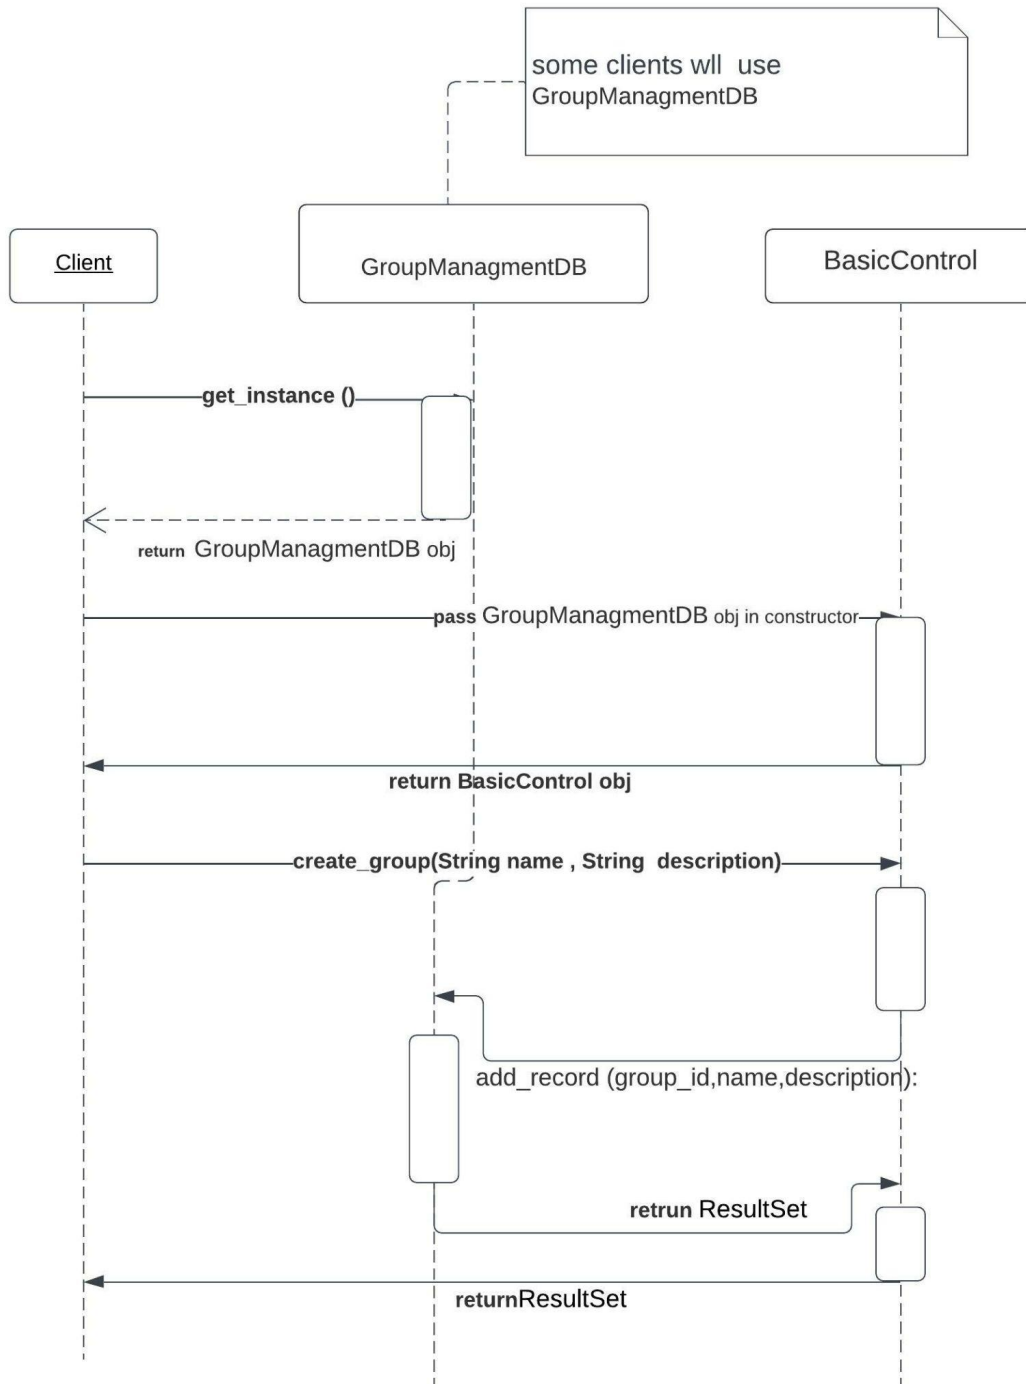 some clients wll use
GroupManagmentDB
Client
GroupManagmentDB
BasicControl
get_instance ()
return GroupManagmentDB obj
pass GroupManagmentDB obj in constructor
return BasicControl obj
create_group(String name , String description)
add_record (group_id,name,description):
retrun ResultSet
returnResultSet